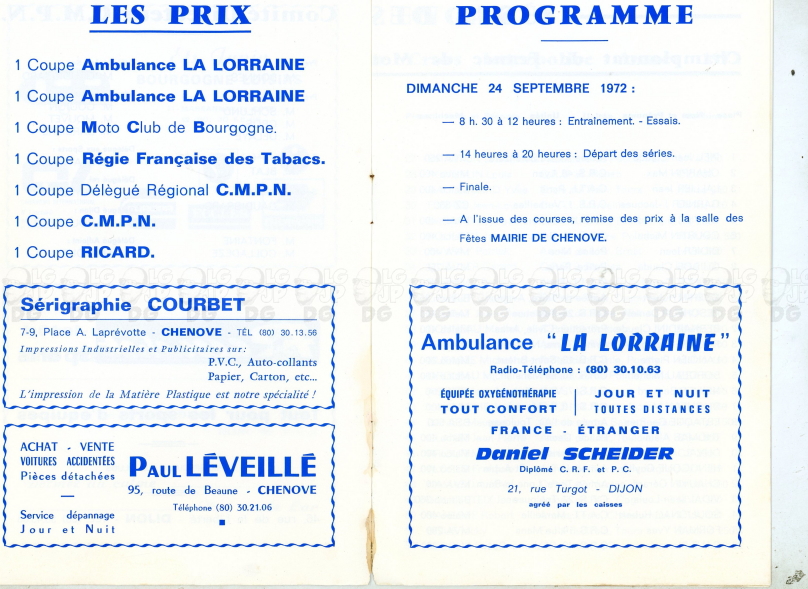 LES PRIX
1 Coupe Ambulance LA LORRAINE
1 Coupe Ambulance LA LORRAINE
1 Coupe Moto Club de Bourgogne.
1 Coupe Régie Française des Tabacs.
1 Coupe Délègué Régional C.M.P.N.
1 Coupe C.M.P.N.
1 Coupe RICARD.
Sérigraphie COURBET
7-9, Place A. Laprévotte - CHENOVE - TÉL (80) 30.13.56
Impressions Industrielles et Publicitaires sur:
P.V.C., Auto-collants
Papier, Carton, etc...
L'impression de la Matière Plastique est notre spécialité !
ACHAT - VENTE
VOITURES ACCIDENTÉES
Pièces détachées
—
Service dépannage
Jour et Nuit
PAUL LÉVEILLÉ
95, route de Beaune - CHENOVE
Téléphone (80) 30.21.06
PROGRAMME
DIMANCHE 24 SEPTEMBRE 1972 :
— 8 h. 30 à 12 heures : Entraînement. - Essais.
— 14 heures à 20 heures : Départ des séries.
— Finale.
— A l'issue des courses, remise des prix à la salle des
Fêtes MAIRIE DE CHENOVE.
Ambulance "LA LORRAINE"
Radio-Téléphone : (80) 30.10.63
ÉQUIPÉE OXYGÉNOTHÉRAPIE
TOUT CONFORT
JOUR ET NUIT
TOUTES DISTANCES
FRANCE - ÉTRANGER
Daniel SCHEIDER
Diplômé C. R. F. et P. C.
21, rue Turgot - DIJON
agréé par les caisses